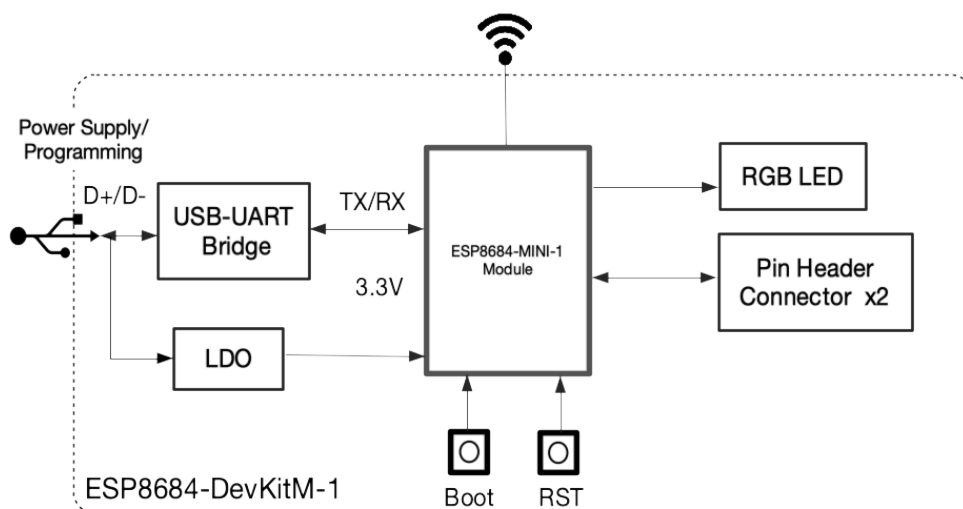 Power Supply/
Programming
D+/D-
USB-UART
Bridge
TX/RX
3.3V
LDO
ESP8684-MINI-1
Module
RGB LED
Pin Header
Connector x2
Boot
RST
ESP8684-DevKitM-1